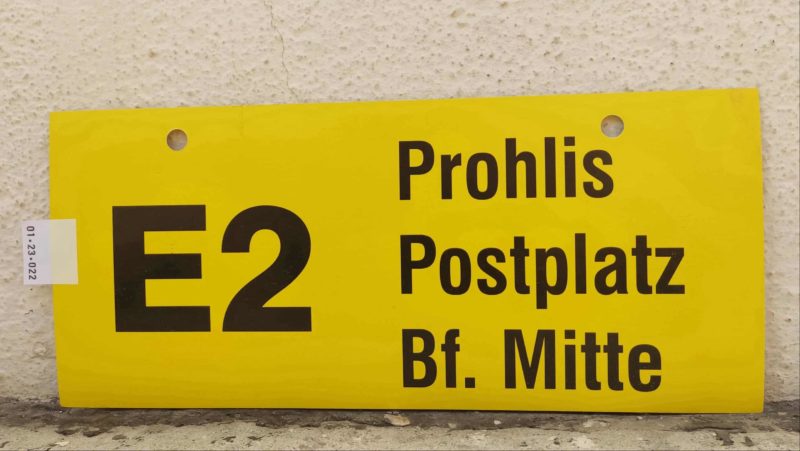 E2
Prohlis
Postplatz
Bf. Mitte
01·23·022